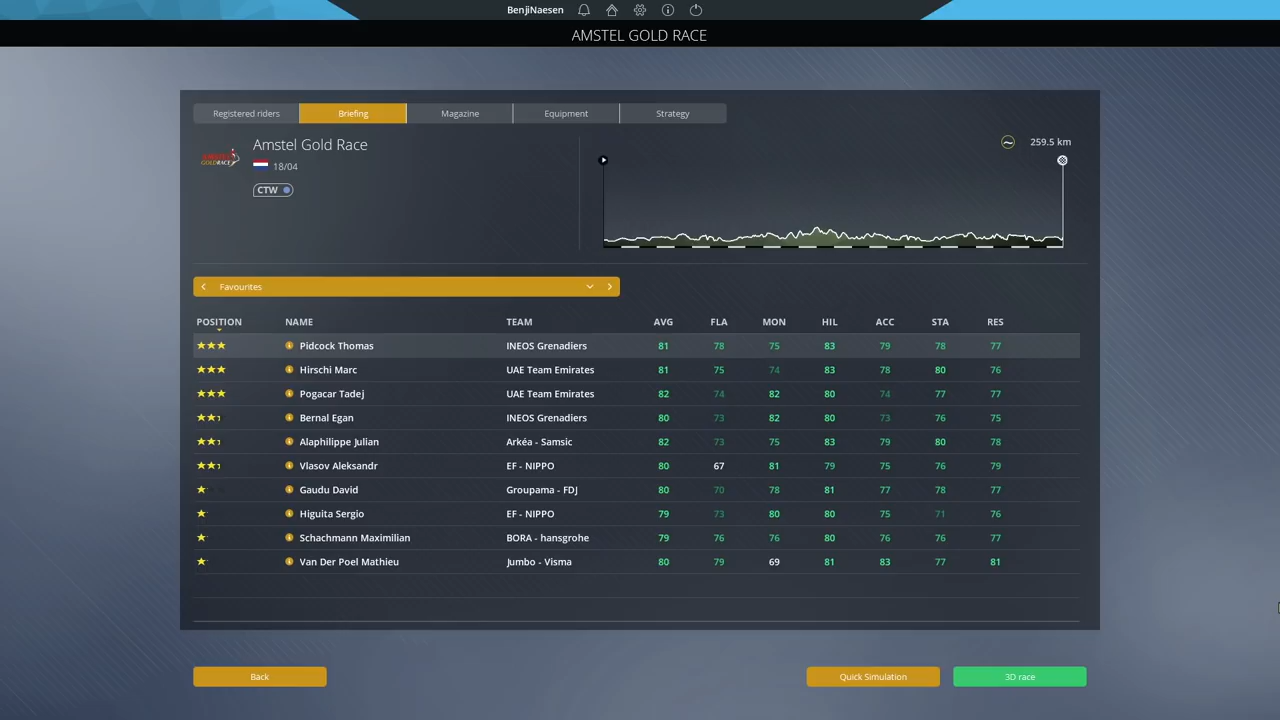 BenjiNaesen
AMSTEL GOLD RACE
Registered riders Briefing Magazine Equipment Strategy
AMSTEL
GOLD RACE
Amstel Gold Race
18/04
CTW
259.5 km
Favourites
POSITION NAME TEAM AVG FLA MON HIL ACC STA RES
Pidcock Thomas INEOS Grenadiers 81 78 75 83 79 78 77
Hirschi Marc UAE Team Emirates 81 75 74 83 78 80 76
Pogacar Tadej UAE Team Emirates 82 74 82 80 74 77 77
Bernal Egan INEOS Grenadiers 80 73 82 80 73 76 75
Alaphilippe Julian Arkéa - Samsic 82 73 75 83 79 80 78
Vlasov Aleksandr EF - NIPPO 80 67 81 79 75 76 79
Gaudu David Groupama - FDJ 80 70 78 81 77 78 77
Higuita Sergio EF - NIPPO 79 73 80 80 75 71 76
Schachmann Maximilian BORA - hansgrohe 79 76 76 80 76 76 77
Van Der Poel Mathieu Jumbo - Visma 80 79 69 81 83 77 81
Back Quick Simulation 3D race